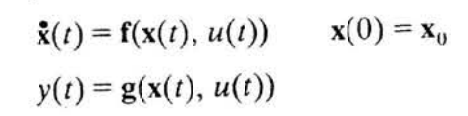 ẋ(t) = f(x(t), u(t))    x(0) = x₀
y(t) = g(x(t), u(t))